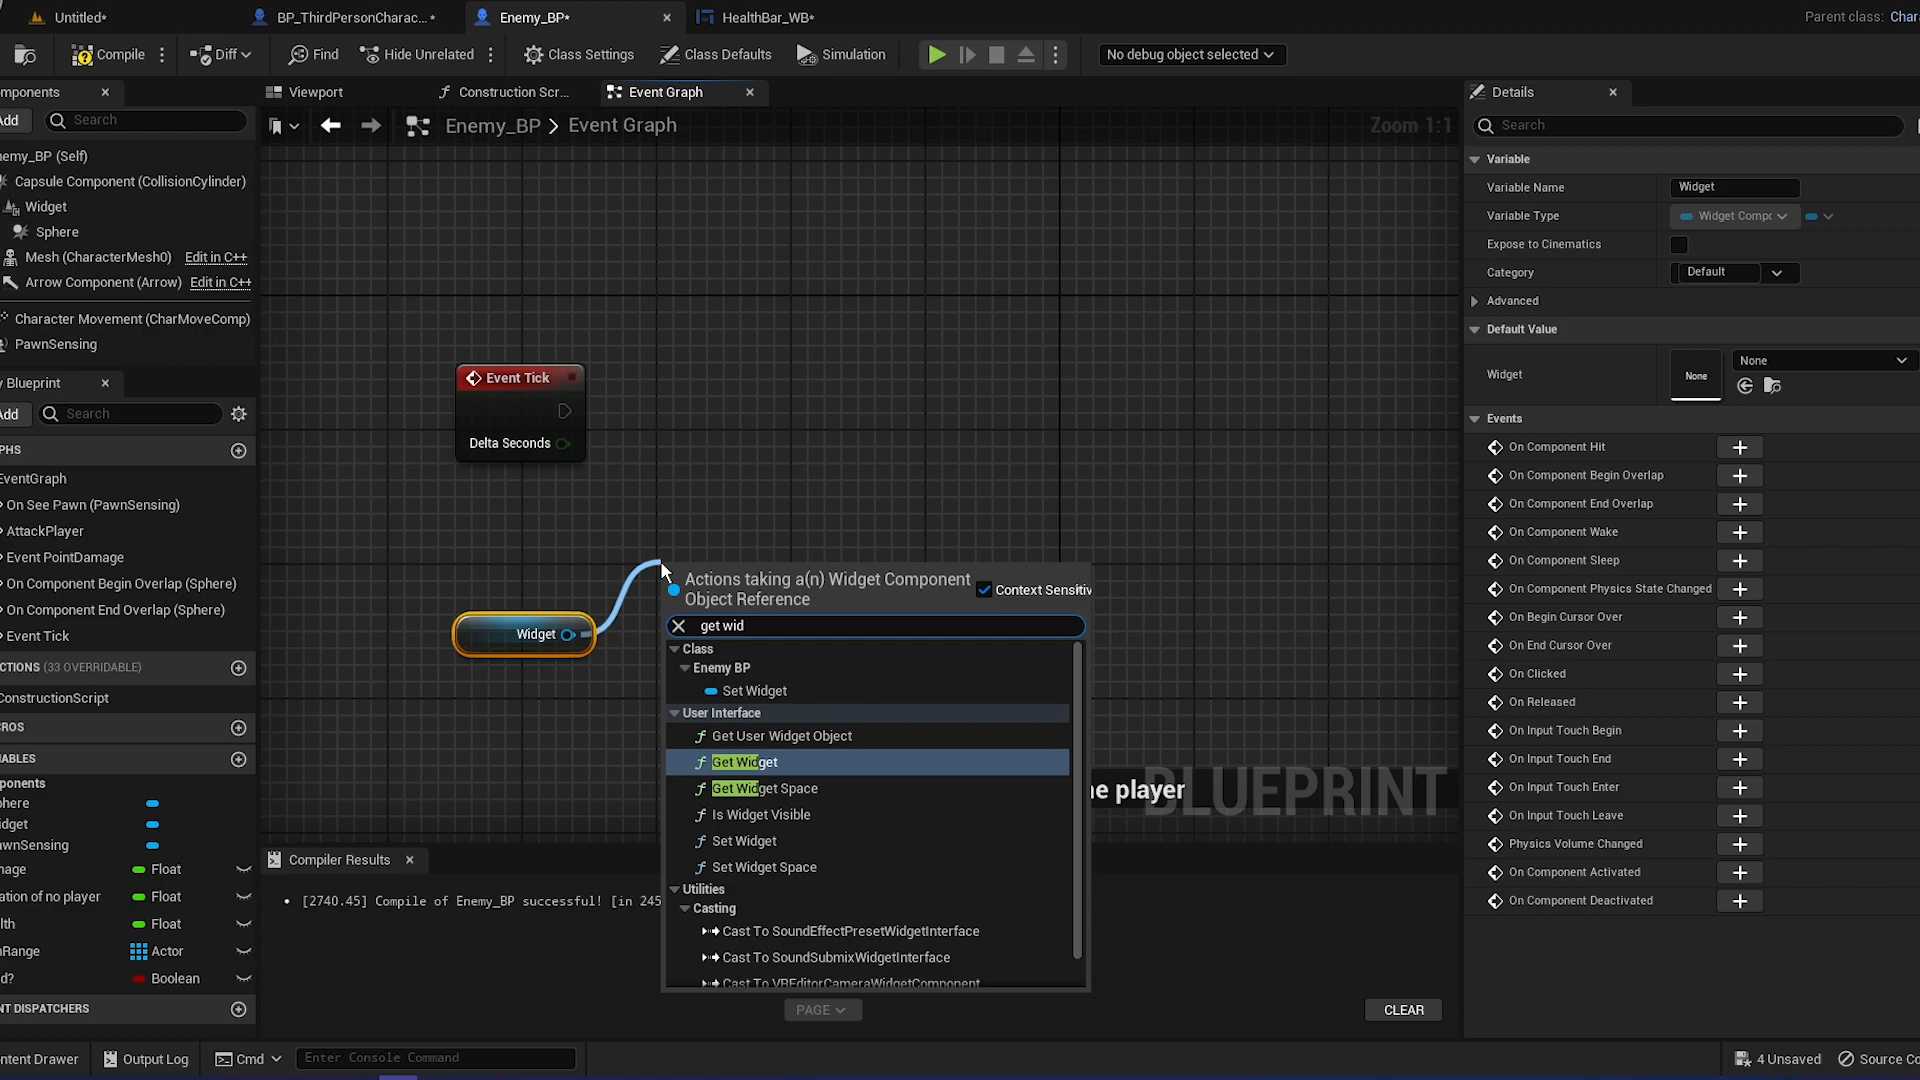 Untitled*
BP_ThirdPersonCharac...*
Enemy_BP*
HealthBar_WB*
Parent class: Chara
Compile
Diff
Find
Hide Unrelated
Class Settings
Class Defaults
Simulation
No debug object selected
mponents
Add
Search
nemy_BP (Self)
Capsule Component (CollisionCylinder)
Widget
Sphere
Mesh (CharacterMesh0) Edit in C++
Arrow Component (Arrow) Edit in C++
Character Movement (CharMoveComp)
PawnSensing
y Blueprint
Add
Search
PHS
EventGraph
On See Pawn (PawnSensing)
AttackPlayer
Event PointDamage
On Component Begin Overlap (Sphere)
On Component End Overlap (Sphere)
Event Tick
CTIONS (33 OVERRIDABLE)
ConstructionScript
CROS
ABLES
ponents
phere
idget
awnSensing
mage Float
ation of no player Float
lth Float
nRange Actor
d? Boolean
NT DISPATCHERS
Viewport
Construction Scr...
Event Graph
Enemy_BP > Event Graph
Zoom 1:1
Event Tick
Delta Seconds
Widget
Actions taking a(n) Widget Component
Object Reference
Context Sensitiv
get wid
Class
Enemy BP
Set Widget
User Interface
Get User Widget Object
Get Widget
Get Widget Space
Is Widget Visible
Set Widget
Set Widget Space
Utilities
Casting
Cast To SoundEffectPresetWidgetInterface
Cast To SoundSubmixWidgetInterface
Cast To VREditorCameraWidgetComponent
e player
BLUEPRINT
Compiler Results
[2740.45] Compile of Enemy_BP successful! [in 245
PAGE
CLEAR
Details
Search
Variable
Variable Name Widget
Variable Type Widget Compc
Expose to Cinematics
Category Default
Advanced
Default Value
Widget None None
Events
On Component Hit
On Component Begin Overlap
On Component End Overlap
On Component Wake
On Component Sleep
On Component Physics State Changed
On Begin Cursor Over
On End Cursor Over
On Clicked
On Released
On Input Touch Begin
On Input Touch End
On Input Touch Enter
On Input Touch Leave
Physics Volume Changed
On Component Activated
On Component Deactivated
ntent Drawer
Output Log
Cmd
Enter Console Command
4 Unsaved
Source Co